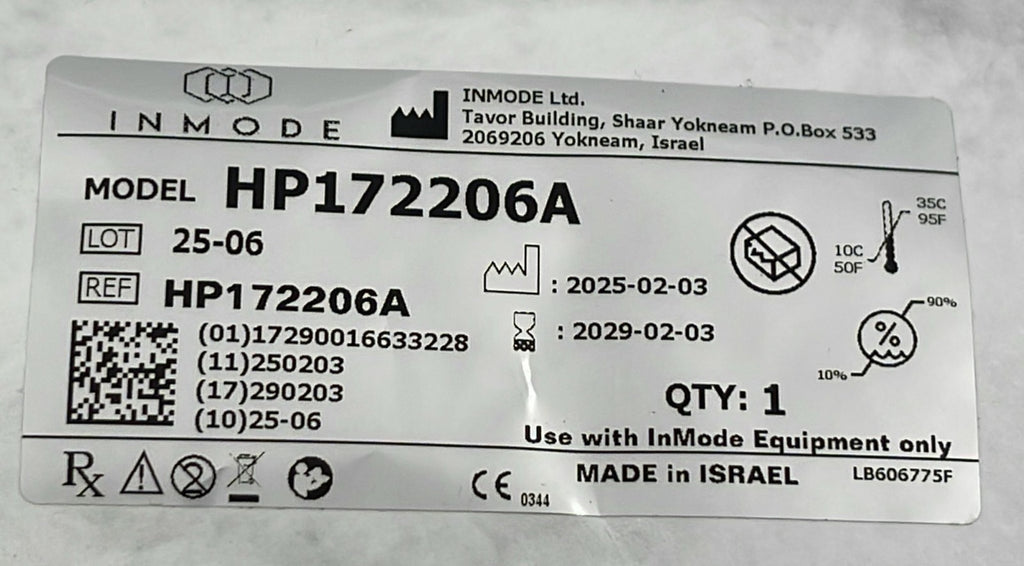 INMODE
INMODE Ltd.
Tavor Building, Shaar Yokneam P.O.Box 533
2069206 Yokneam, Israel
MODEL HP172206A
LOT 25-06
REF HP172206A
(01)17290016633228
(11)250203
(17)290203
(10)25-06
: 2025-02-03
: 2029-02-03
35C
95F
10C
50F
90%
%
10%
QTY: 1
Use with InMode Equipment only
Rx
CE 0344
MADE in ISRAEL
LB606775F